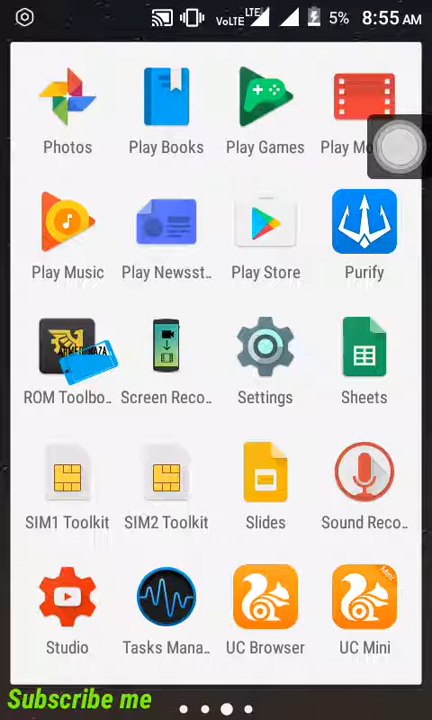 VoLTE LTE 5% 8:55 AM
Photos Play Books Play Games Play Mo
Play Music Play Newsst.. Play Store Purify
ROM Toolbo.. Screen Reco... Settings Sheets
SIM1 Toolkit SIM2 Toolkit Slides Sound Reco..
Mini
Studio Tasks Mana.. UC Browser UC Mini
Subscribe me